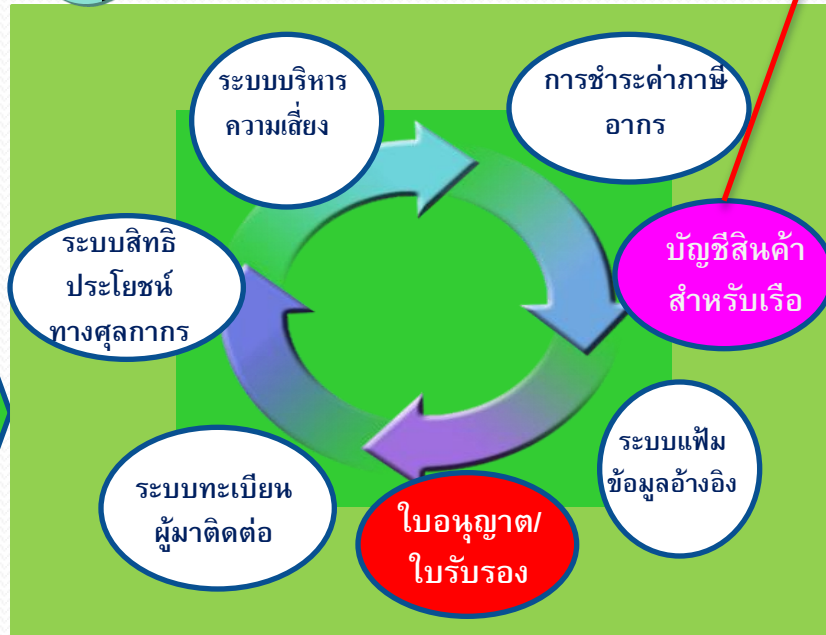 ระบบบริหาร
ความเสี่ยง
การชำระค่าภาษี
อากร
บัญชีสินค้า
สำหรับเรือ
ระบบสิทธิ
ประโยชน์
ทางศุลกากร
ระบบแฟ้ม
ข้อมูลอ้างอิง
ระบบทะเบียน
ผู้มาติดต่อ
ใบอนุญาต/
ใบรับรอง